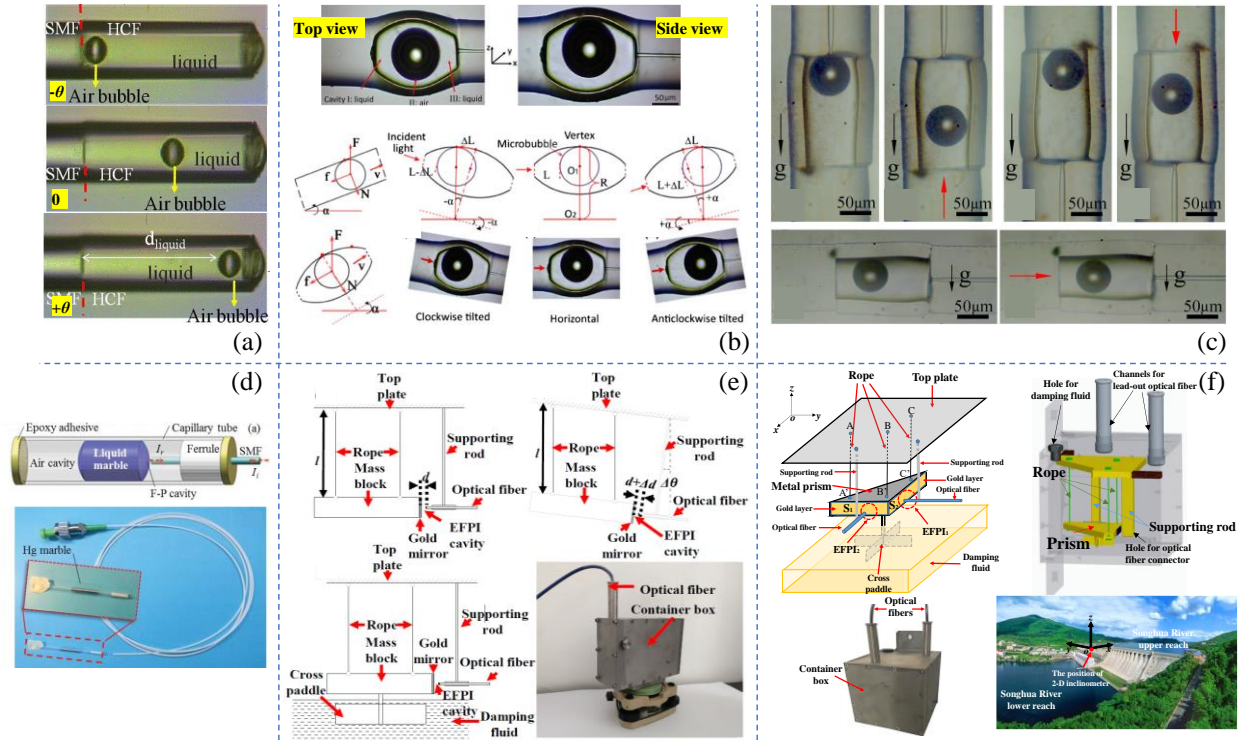 SMF
HCF
liquid
-θ
Air bubble
liquid
SMF
HCF
0
Air bubble
d liquid
liquid
SMF
HCF
+θ
Air bubble
(a)
Top view
Side view
z
y
x
Cavity I: liquid
II: air
III: liquid
50μm
Incident
light
ΔL
Microbubble
Vertex
ΔL
F
f
v
N
α
L-ΔL
-α
-α
L
O1
R
O2
L+ΔL
+α
+α
F
f
v
N
α
Clockwise tilted
Horizontal
Anticlockwise tilted
(b)
g
50μm
g
50μm
g
50μm
g
50μm
g
50μm
g
50μm
(c)
(d)
Epoxy adhesive
Capillary tube
(a)
Air cavity
Liquid
marble
Ir
Ferrule
SMF
Ii
F-P cavity
Hg marble
Top
plate
l
Rope
Mass
block
d
Supporting
rod
Optical fiber
EFPI
cavity
Gold
mirror
Top
plate
l
Rope
Mass
block
d+Δd
Δθ
Supporting
rod
Optical fiber
EFPI
cavity
Gold
mirror
(e)
Top
plate
Rope
Mass
block
Gold
mirror
Supporting
rod
Optical fiber
Cross
paddle
EFPI
cavity
Damping
fluid
Optical fiber
Container box
(f)
z
o
y
x
Rope
Top plate
A
B
C
Supporting rod
Supporting rod
Metal prism
A'
B'
C'
Gold layer
Gold layer
Optical
fiber
S1
S2
Optical fiber
EFPI1
EFPI2
Cross
paddle
Damping
fluid
Hole for
damping fluid
Channels for
lead-out optical fiber
Rope
Prism
Supporting rod
Hole for optical
fiber connector
Optical
fibers
Container
box
z
Songhua River
upper reach
The position of
2-D inclinometer
Songhua River
lower reach